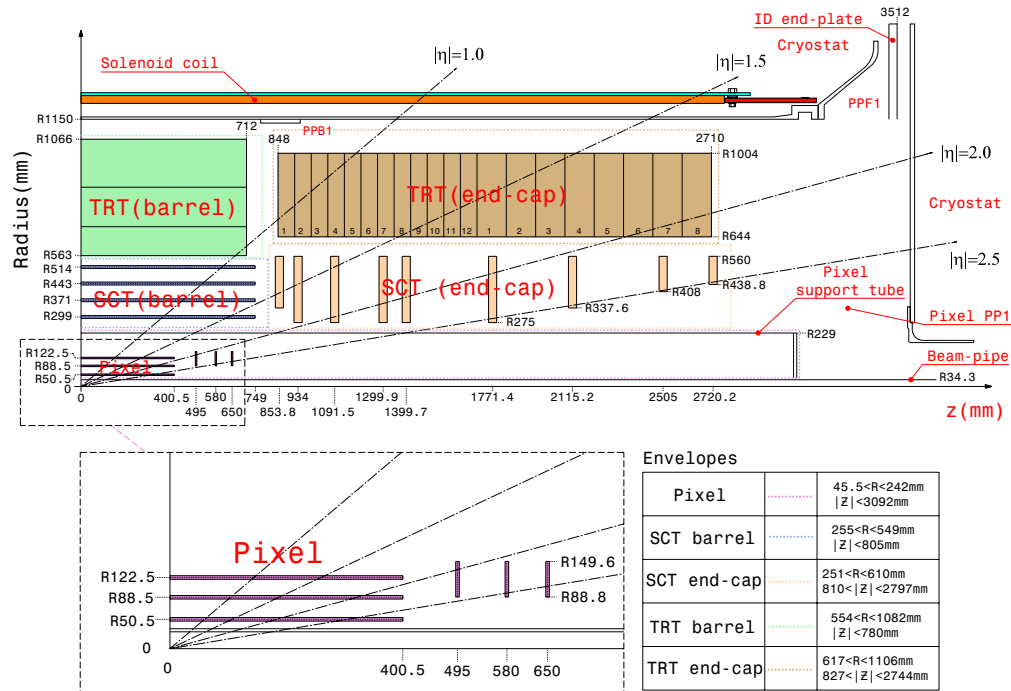 3512
ID end-plate
Cryostat
|η|=1.0
|η|=1.5
Solenoid coil
PPF1
R1150
712
PPB1
848
2710
R1066
R1004
|η|=2.0
TRT(end-cap)
TRT(barrel)
Radius(mm)
Cryostat
1 2 3 4 5 6 7 8 9 10 11 12 1 2 3 4 5 6 7 8
R644
R563
R514
R560
|η|=2.5
R443
SCT (end-cap)
Pixel
support tube
R438.8
R371
SCT(barrel)
R408
R337.6
R299
R275
Pixel PP1
R229
R122.5
Pixel
R88.5
Beam-pipe
R50.5
R34.3
0
0
400.5
580
749
934
1299.9
1771.4
2115.2
2505
2720.2
495
650
853.8
1091.5
1399.7
z(mm)
Pixel
R122.5
R149.6
R88.5
R88.8
R50.5
0
0
400.5
495
580
650
Envelopes
Pixel
45.5<R<242mm
|Z|<3092mm
SCT barrel
255<R<549mm
|Z|<805mm
SCT end-cap
251<R<610mm
810<|Z|<2797mm
TRT barrel
554<R<1082mm
|Z|<780mm
TRT end-cap
617<R<1106mm
827<|Z|<2744mm